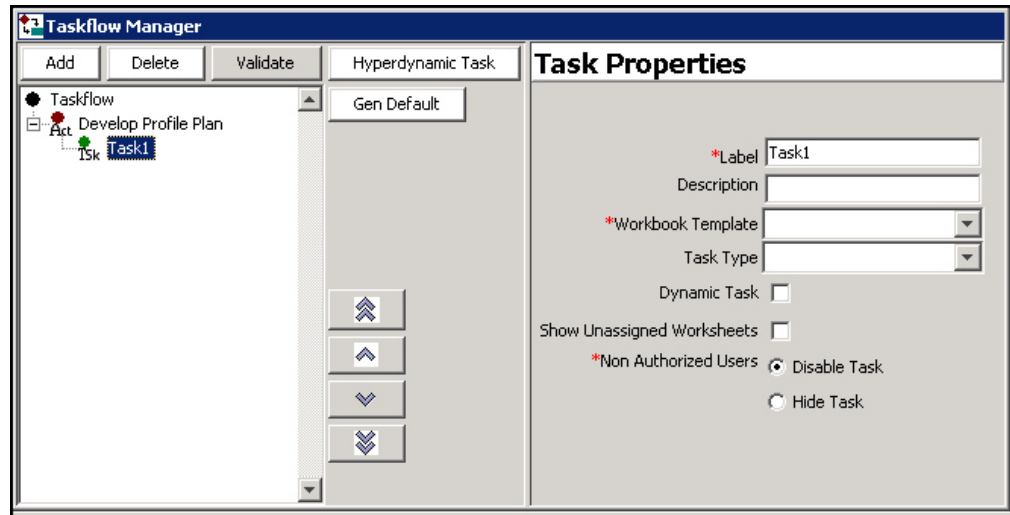 Taskflow Manager
Add Delete Validate Hyperdynamic Task
Gen Default
Taskflow
Act Develop Profile Plan
TSk Task1
Task Properties
*Label Task1
Description
*Workbook Template
Task Type
Dynamic Task
Show Unassigned Worksheets
*Non Authorized Users Disable Task
Hide Task